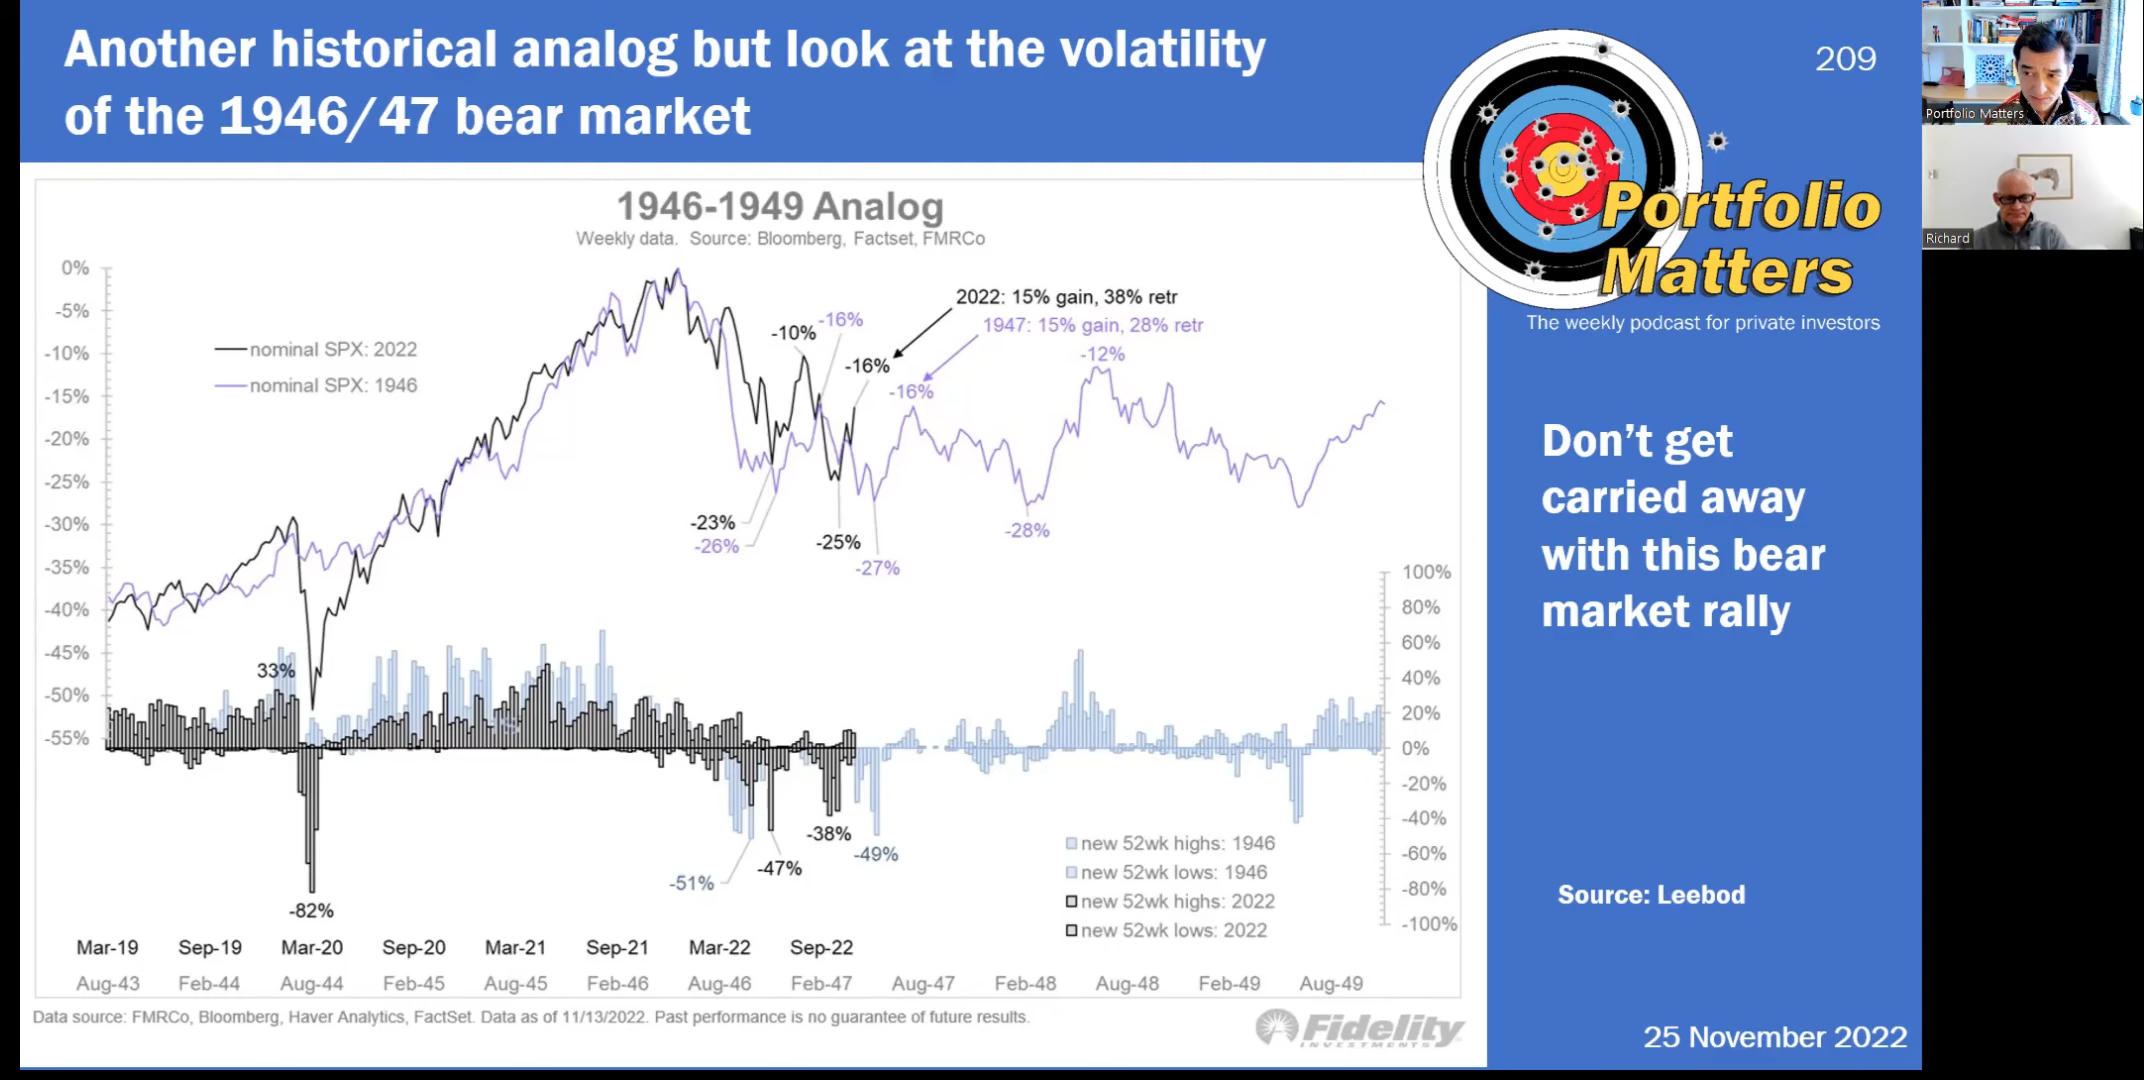 Another historical analog but look at the volatility
of the 1946/47 bear market
209
Portfolio
Matters
The weekly podcast for private investors
Portfolio Matters
Richard
1946-1949 Analog
Weekly data. Source: Bloomberg, Factset, FMRCo
0%
-5%
-10%
-15%
-20%
-25%
-30%
-35%
-40%
-45%
-50%
-55%
nominal SPX: 2022
nominal SPX: 1946
2022: 15% gain, 38% retr
1947: 15% gain, 28% retr
-10%
-16%
-16%
-16%
-12%
-23%
-26%
-25%
-27%
-28%
33%
-82%
-51%
-47%
-38%
-49%
100%
80%
60%
40%
20%
0%
-20%
-40%
-60%
-80%
-100%
new 52wk highs: 1946
new 52wk lows: 1946
new 52wk highs: 2022
new 52wk lows: 2022
Mar-19 Sep-19 Mar-20 Sep-20 Mar-21 Sep-21 Mar-22 Sep-22
Aug-43 Feb-44 Aug-44 Feb-45 Aug-45 Feb-46 Aug-46 Feb-47 Aug-47 Feb-48 Aug-48 Feb-49 Aug-49
Data source: FMRCo, Bloomberg, Haver Analytics, FactSet. Data as of 11/13/2022. Past performance is no guarantee of future results.
Fidelity
INVESTMENTS
Don't get
carried away
with this bear
market rally
Source: Leebod
25 November 2022